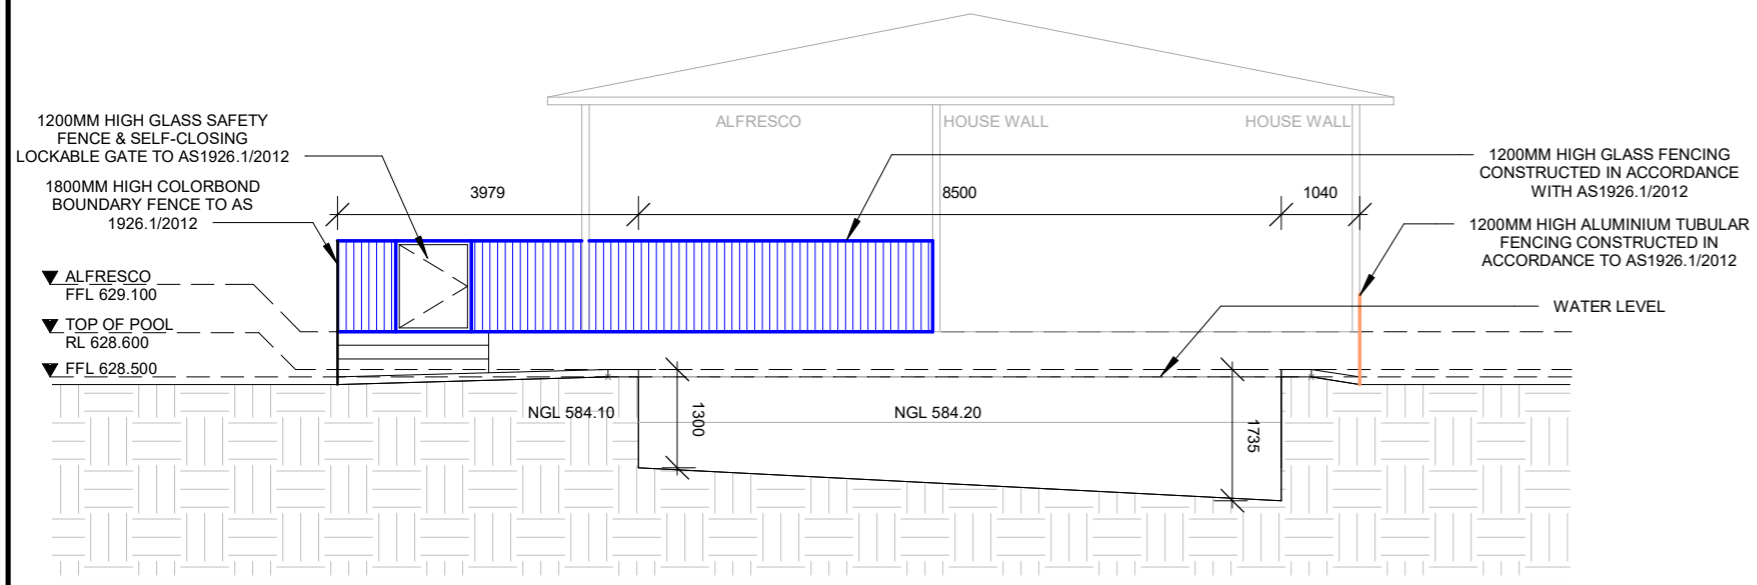 ALFRESCO
HOUSE WALL
HOUSE WALL
1200MM HIGH GLASS SAFETY
FENCE & SELF-CLOSING
LOCKABLE GATE TO AS1926.1/2012
1800MM HIGH COLORBOND
BOUNDARY FENCE TO AS
1926.1/2012
3979
8500
1040
1200MM HIGH GLASS FENCING
CONSTRUCTED IN ACCORDANCE
WITH AS1926.1/2012
1200MM HIGH ALUMINIUM TUBULAR
FENCING CONSTRUCTED IN
ACCORDANCE TO AS1926.1/2012
ALFRESCO
FFL 629.100
TOP OF POOL
RL 628.600
FFL 628.500
WATER LEVEL
NGL 584.10
1300
NGL 584.20
1735